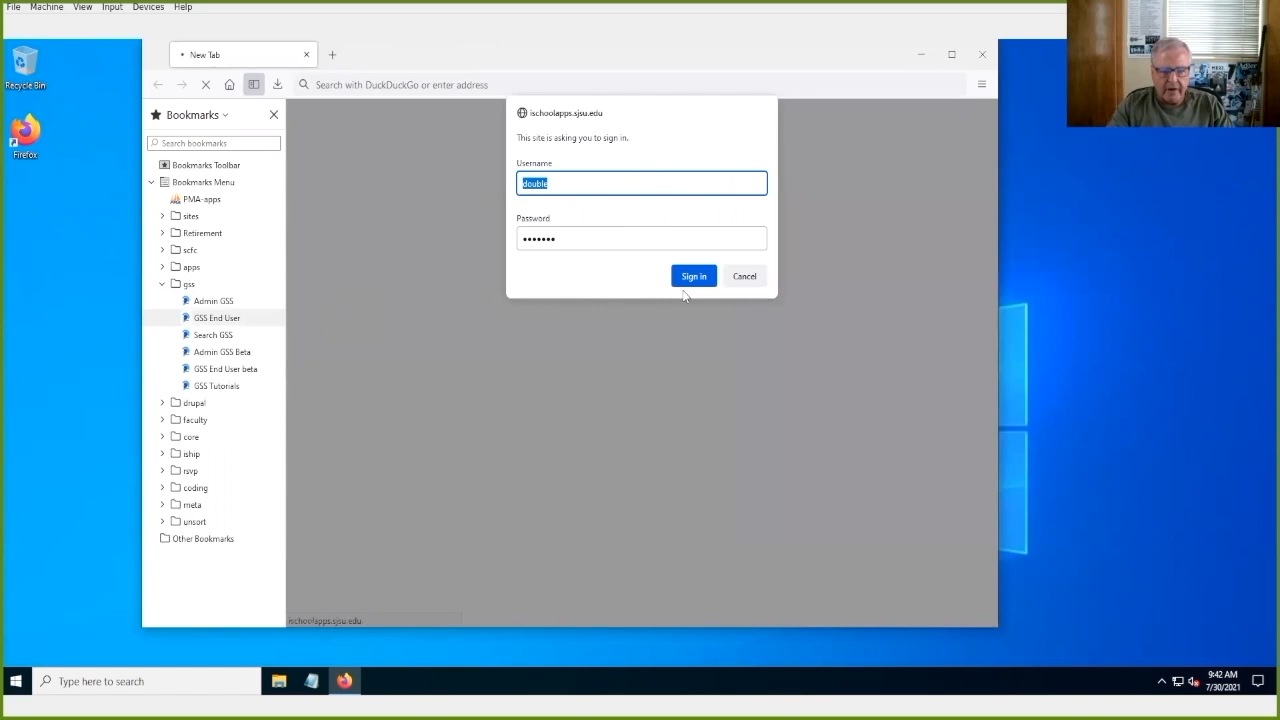 File Machine View Input Devices Help
Recycle Bin
Firefox
New Tab
Search with DuckDuckGo or enter address
Bookmarks
Search bookmarks
Bookmarks Toolbar
Bookmarks Menu
PMA-apps
sites
Retirement
scfc
apps
gss
Admin GSS
GSS End User
Search GSS
Admin GSS Beta
GSS End User beta
GSS Tutorials
drupal
faculty
core
iship
rsvp
coding
meta
unsort
Other Bookmarks
ischoolapps.sjsu.edu
This site is asking you to sign in.
Username
double
Password
•••••••
Sign in Cancel
ischoolapps.sjsu.edu
Type here to search
9:42 AM
7/30/2021